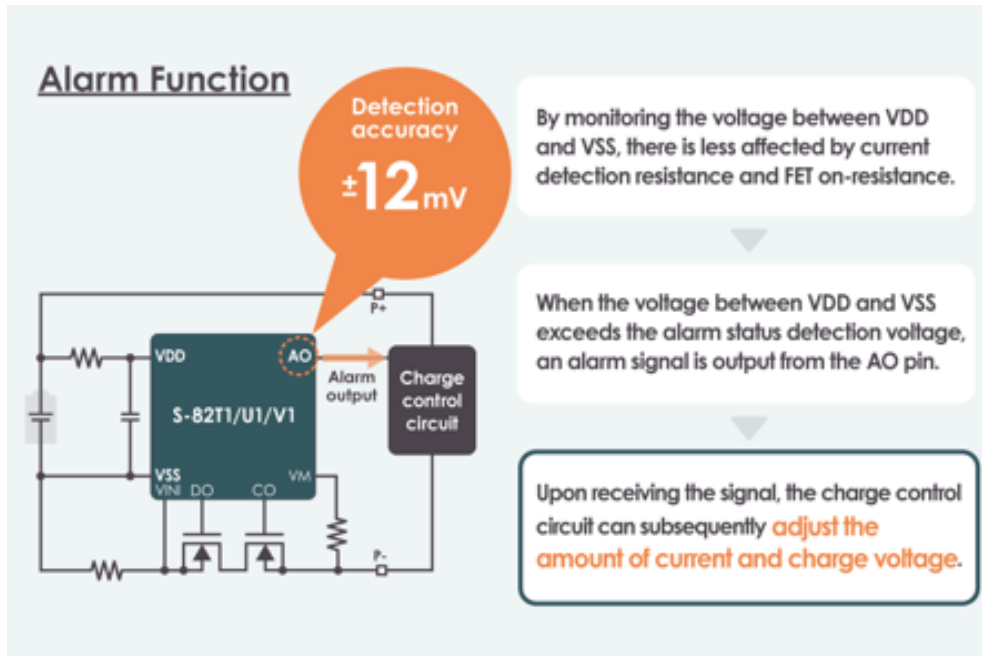 Alarm Function
Detection
accuracy
±12mV
By monitoring the voltage between VDD
and VSS, there is less affected by current
detection resistance and FET on-resistance.
When the voltage between VDD and VSS
exceeds the alarm status detection voltage,
an alarm signal is output from the AO pin.
Upon receiving the signal, the charge control
circuit can subsequently adjust the
amount of current and charge voltage.
P+
VDD
AO
Alarm
output
Charge
control
circuit
S-82T1/U1/V1
VSS
VM
VINI DO CO
P-